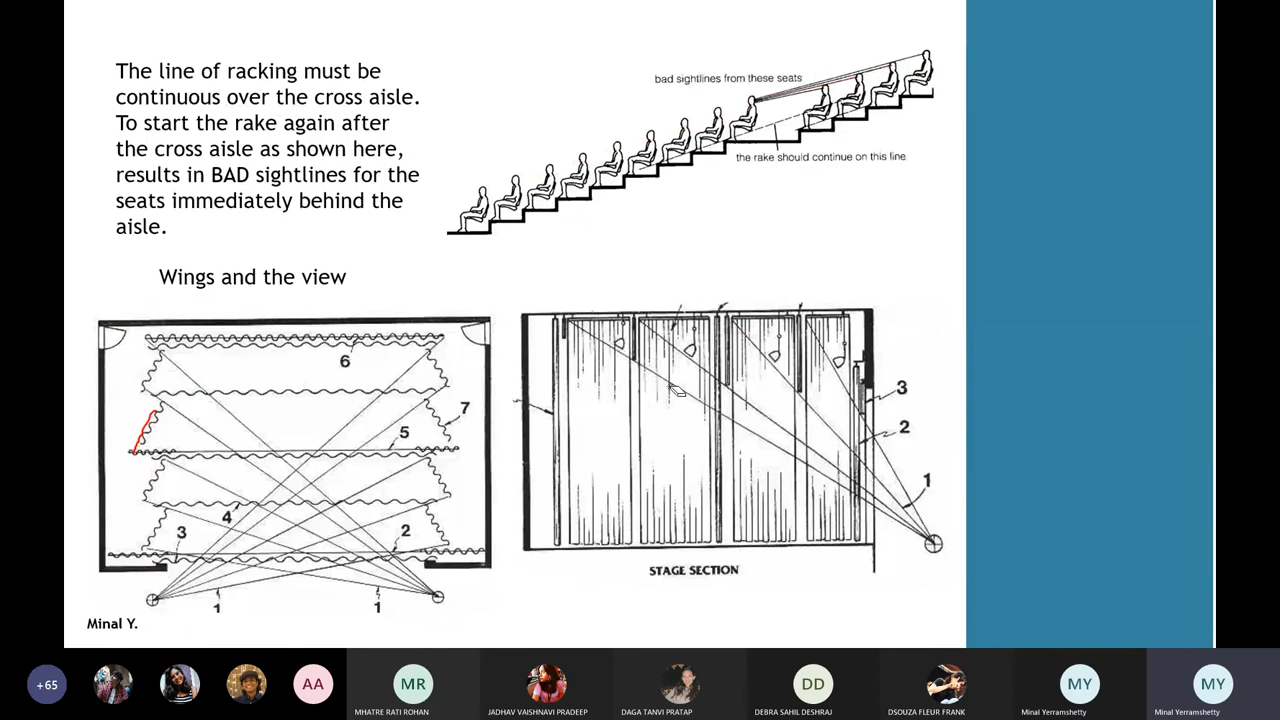 The line of racking must be
continuous over the cross aisle.
To start the rake again after
the cross aisle as shown here,
results in BAD sightlines for the
seats immediately behind the
aisle.
bad sightlines from these seats
the rake should continue on this line
Wings and the view
6
7
5
4
3
2
1
1
3
2
1
STAGE SECTION
Minal Y.
+65
AA
MR
DD
MY
MY
MHATRE RATI ROHAN
JADHAV VAISHNAVI PRADEEP
DAGA TANVI PRATAP
DEBRA SAHIL DESHRAJ
DSOUZA FLEUR FRANK
Minal Yerramshetty
Minal Yerramshetty